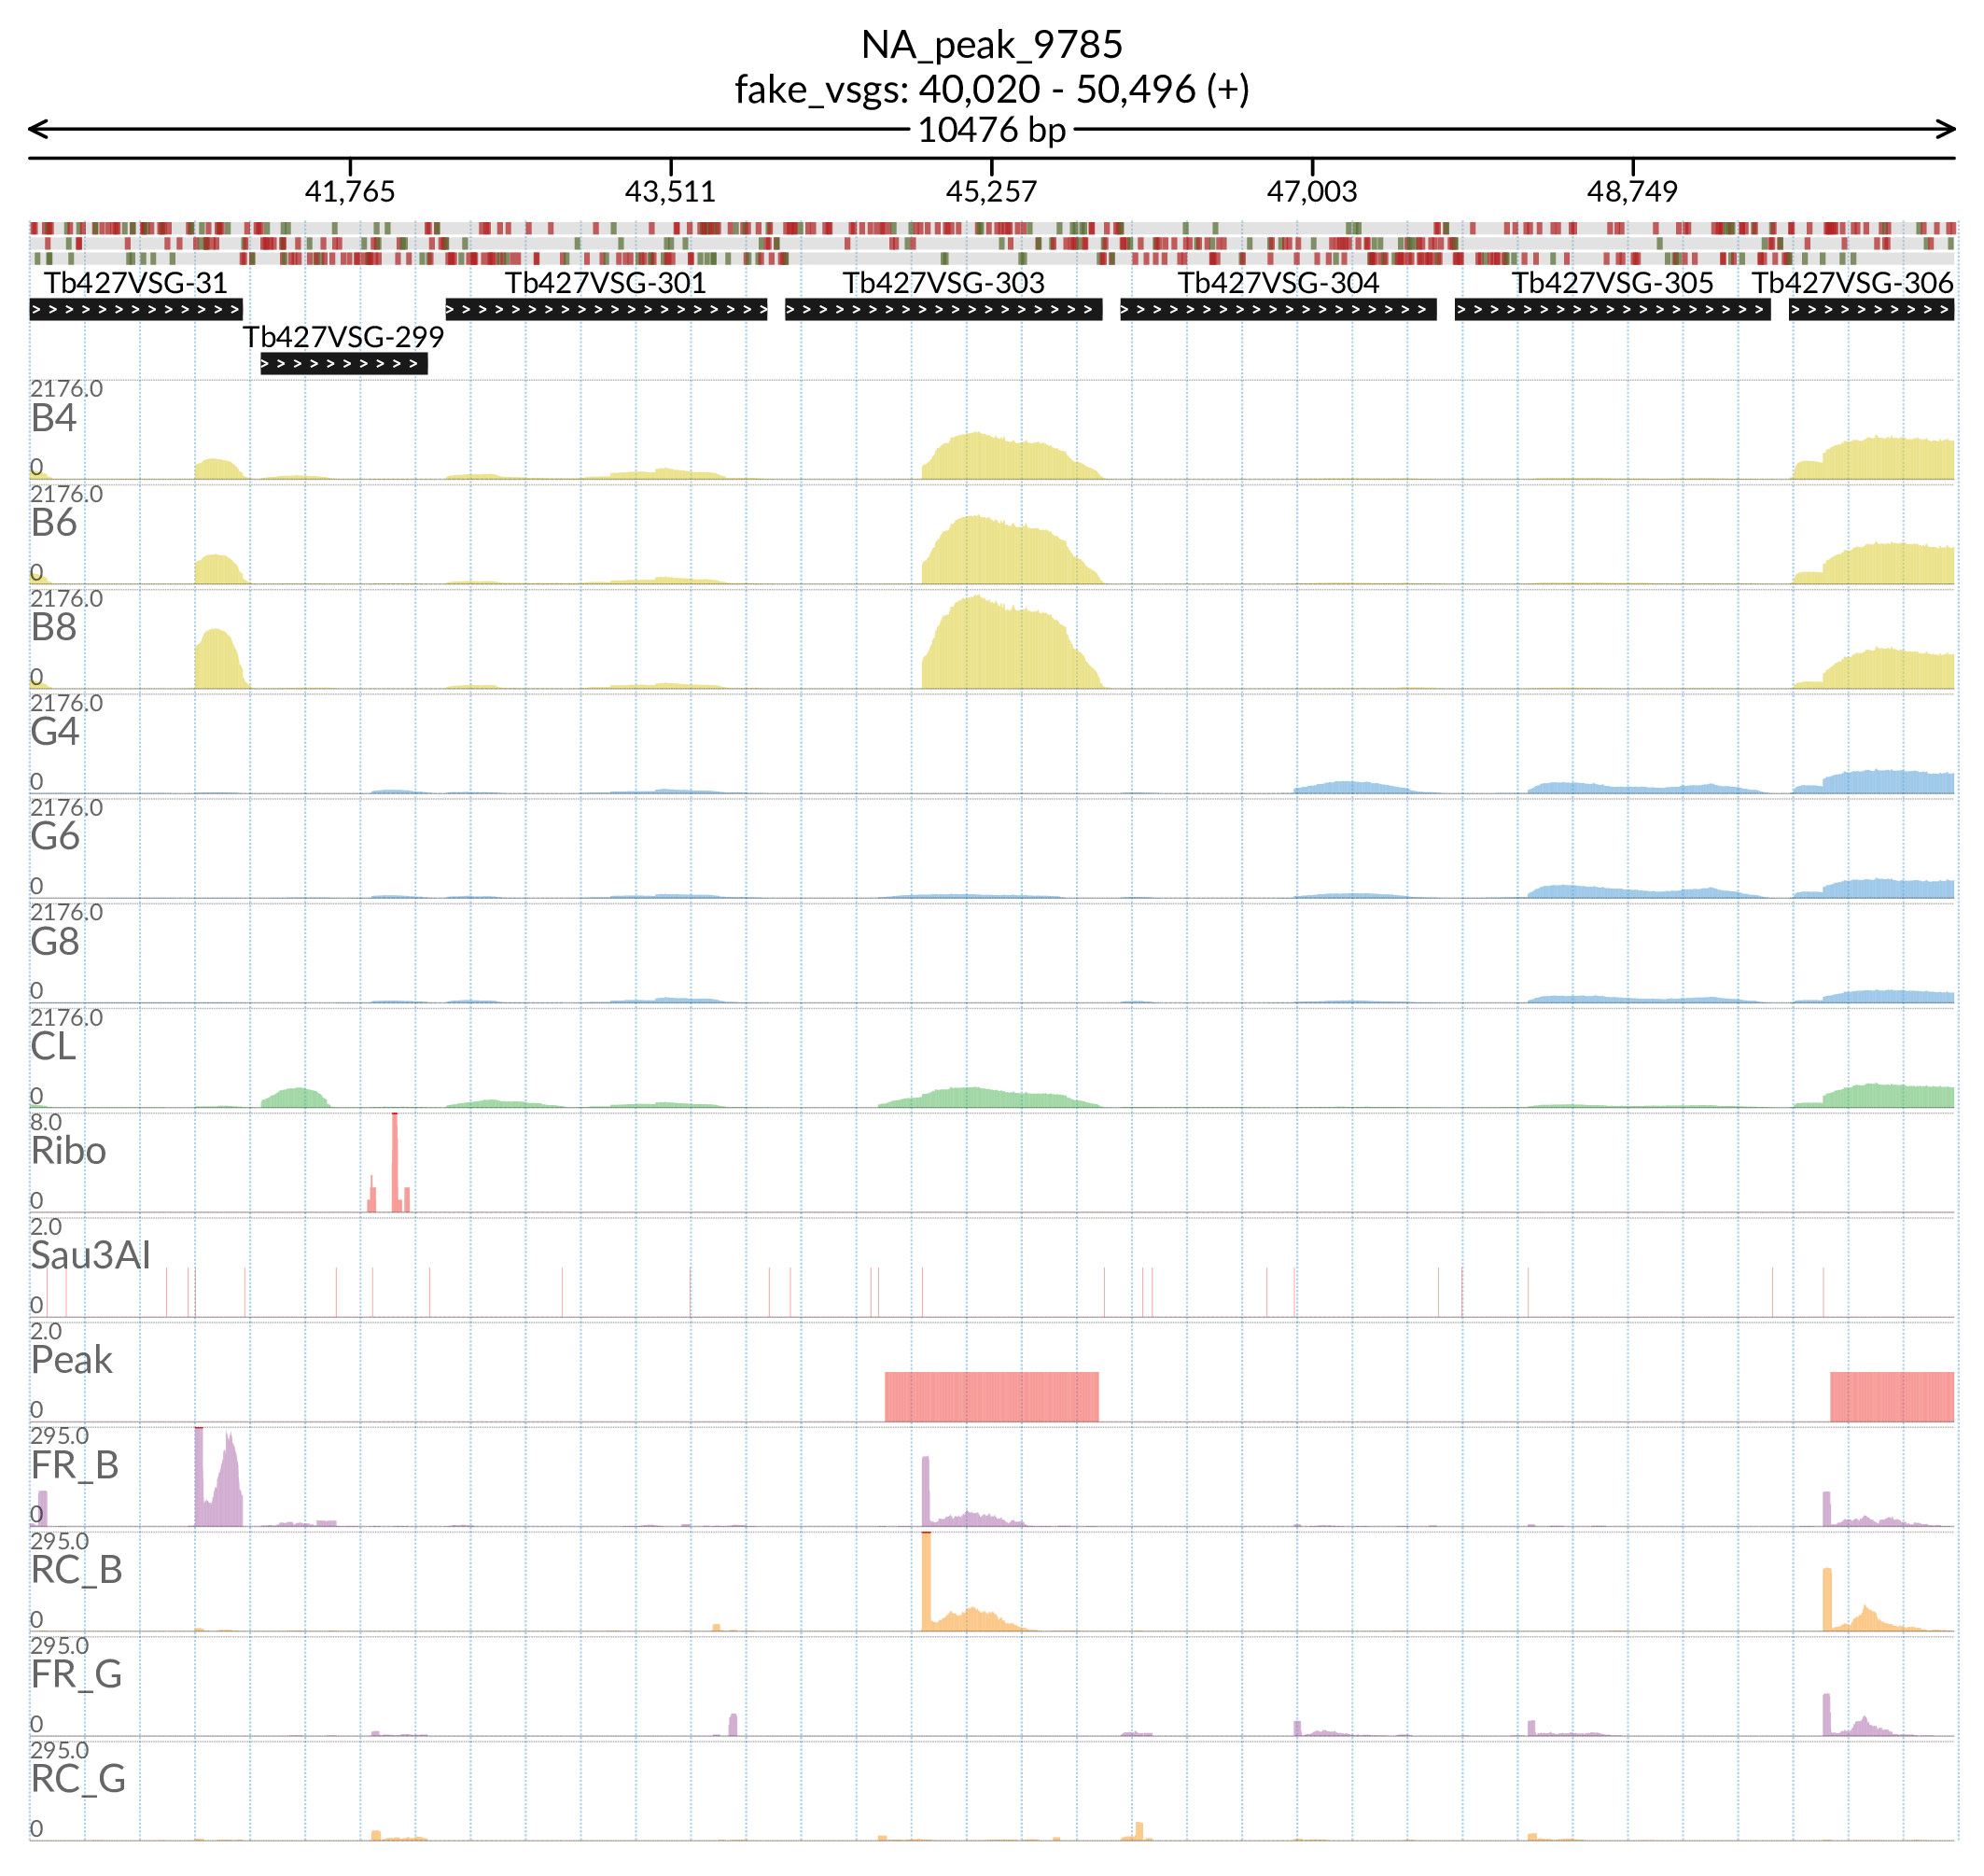 NA_peak_9785
fake_vsgs: 40,020 - 50,496 (+)
10476 bp
41,765 43,511 45,257 47,003 48,749
Tb427VSG-31 Tb427VSG-301 Tb427VSG-303 Tb427VSG-304 Tb427VSG-305 Tb427VSG-306
Tb427VSG-299
2176.0
B4
0
2176.0
B6
0
2176.0
B8
0
2176.0
G4
0
2176.0
G6
0
2176.0
G8
0
2176.0
CL
0
8.0
Ribo
0
2.0
Sau3AI
0
2.0
Peak
0
295.0
FR_B
0
295.0
RC_B
0
295.0
FR_G
0
295.0
RC_G
0